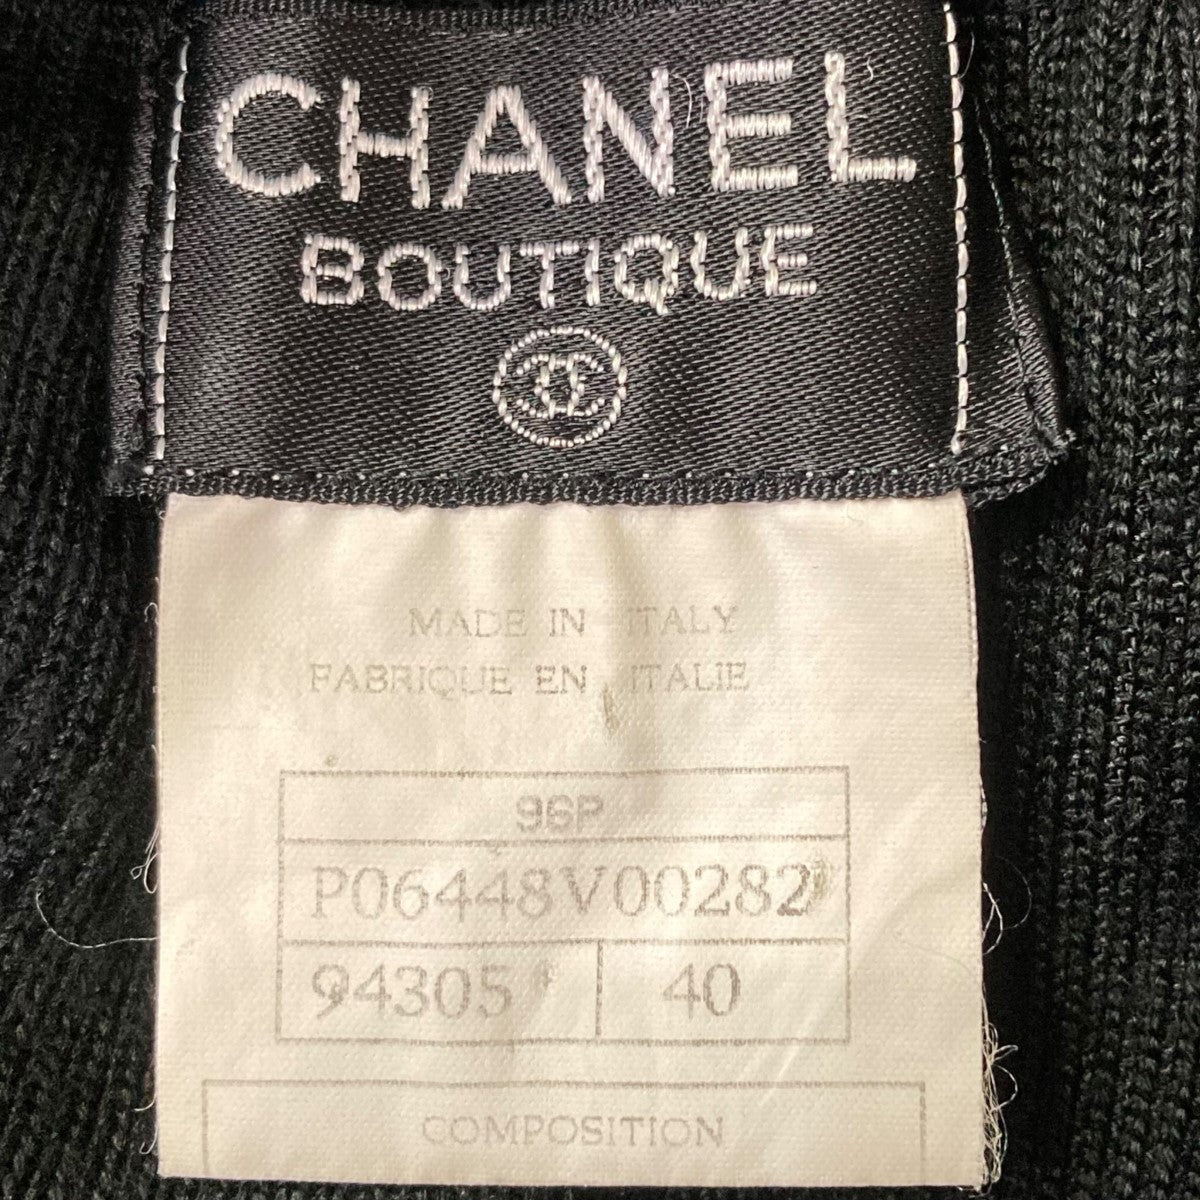 CHANEL
BOUTIQUE
MADE IN ITALY
FABRIQUE EN ITALIE
96P
P06448V00282
94305 40
COMPOSITION